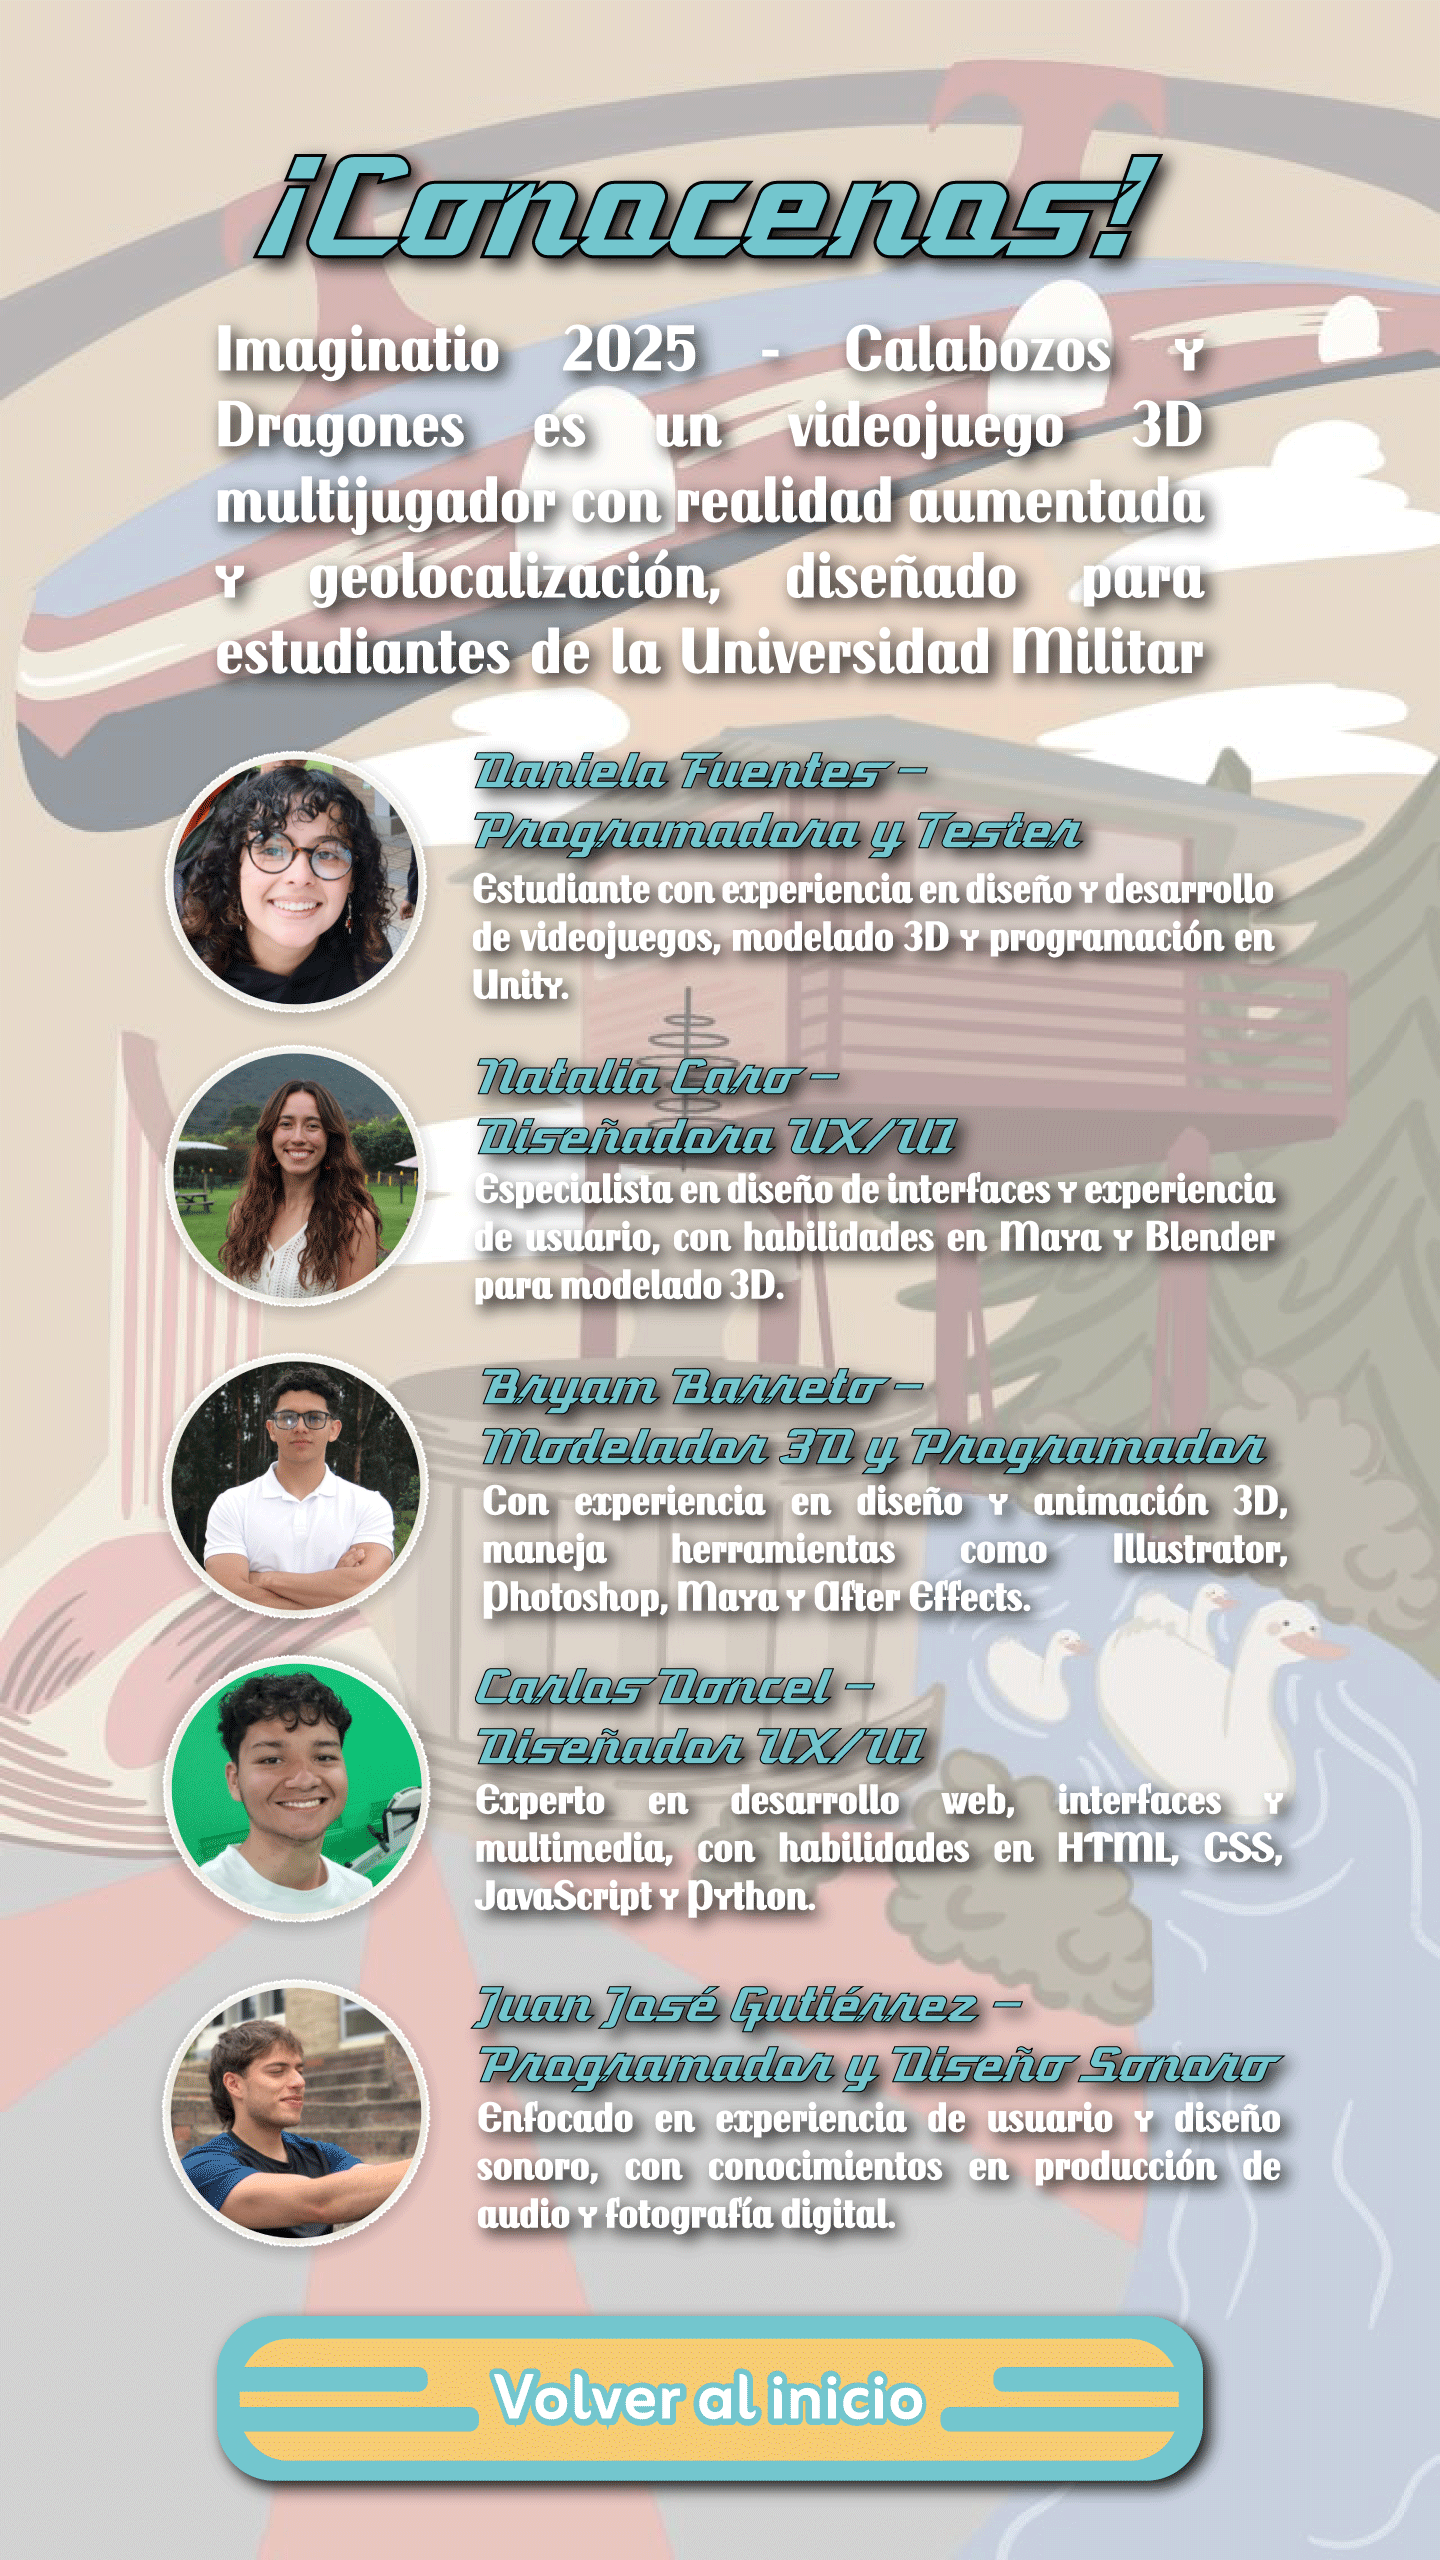 ¡Conocenos!
Imaginatio 2025 - Calabozos y
Dragones es un videojuego 3D
multijugador con realidad aumentada
y geolocalización, diseñado para
estudiantes de la Universidad Militar
Daniela Fuentes –
Programadora y Tester
Estudiante con experiencia en diseño y desarrollo
de videojuegos, modelado 3D y programación en
Unity.
Natalia Caro –
Diseñadora UX/UI
Especialista en diseño de interfaces y experiencia
de usuario, con habilidades en Maya y Blender
para modelado 3D.
Bryam Barreto –
Modelador 3D y Programador
Con experiencia en diseño y animación 3D,
maneja herramientas como Illustrator,
Photoshop, Maya y After Effects.
Carlos Doncel –
Diseñador UX/UI
Experto en desarrollo web, interfaces y
multimedia, con habilidades en HTML, CSS,
JavaScript y Python.
Juan José Gutiérrez –
Programador y Diseño Sonoro
Enfocado en experiencia de usuario y diseño
sonoro, con conocimientos en producción de
audio y fotografía digital.
Volver al inicio